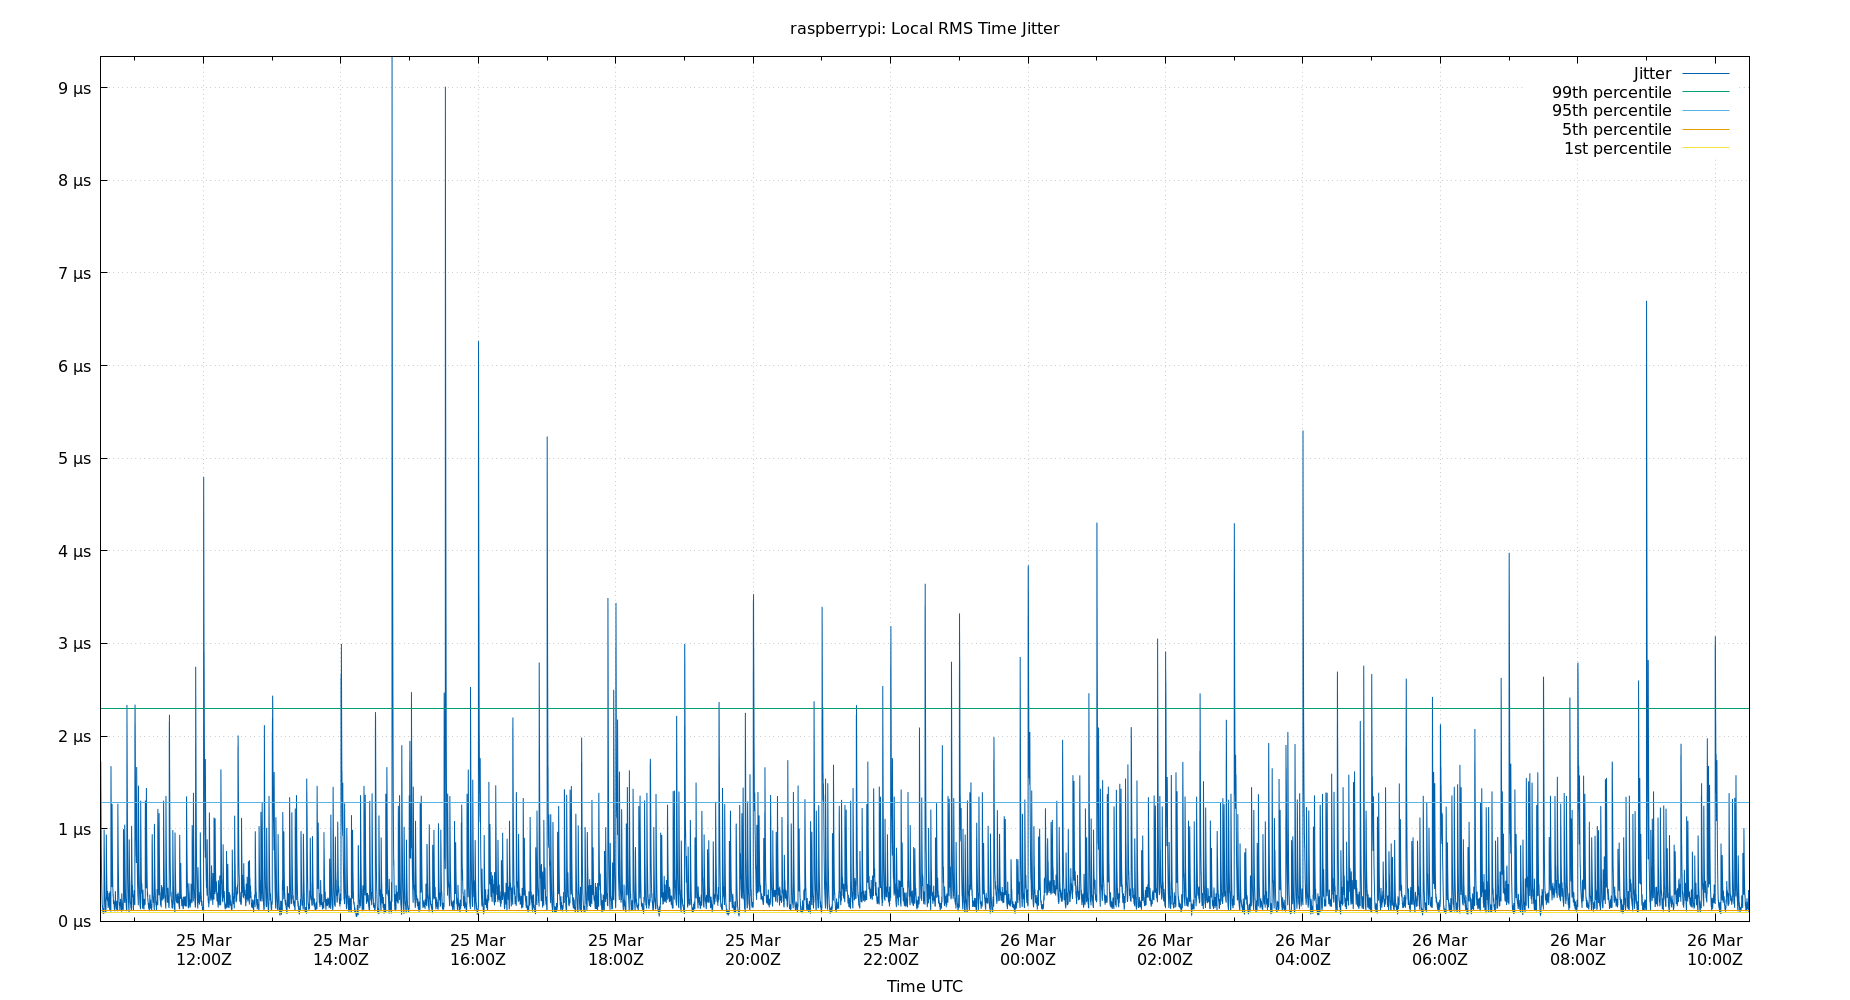 raspberrypi: Local RMS Time Jitter
Jitter
99th percentile
95th percentile
5th percentile
1st percentile
9 µs
8 µs
7 µs
6 µs
5 µs
4 µs
3 µs
2 µs
1 µs
0 µs
25 Mar 25 Mar 25 Mar 25 Mar 25 Mar 25 Mar 26 Mar 26 Mar 26 Mar 26 Mar 26 Mar 26 Mar
12:00Z 14:00Z 16:00Z 18:00Z 20:00Z 22:00Z 00:00Z 02:00Z 04:00Z 06:00Z 08:00Z 10:00Z
Time UTC